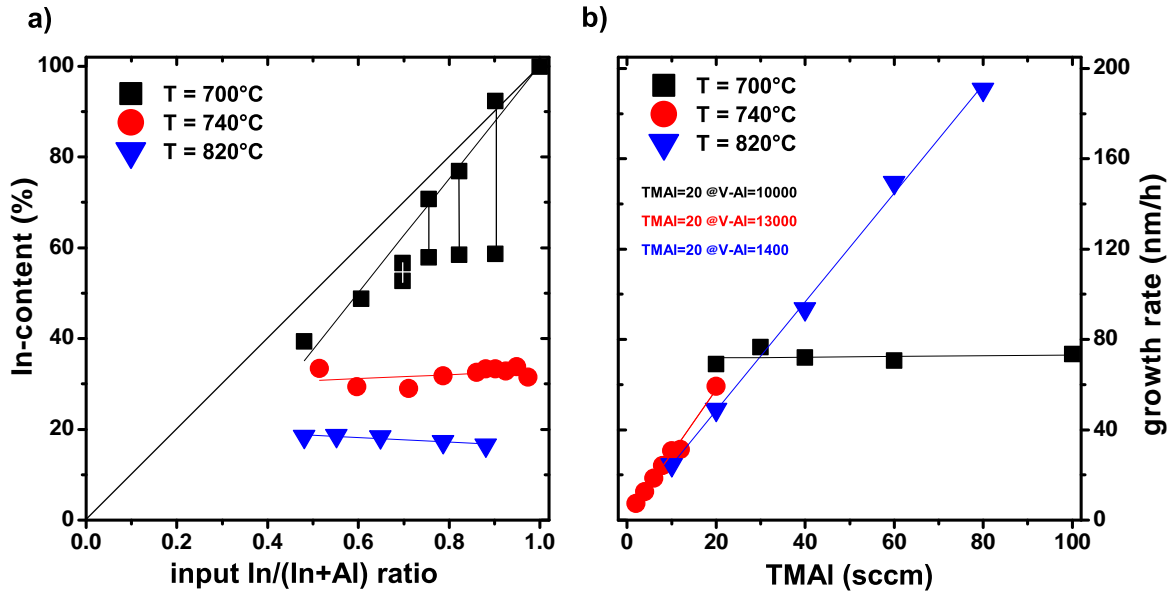 a)
In-content (%)
100
80
60
40
20
0
T = 700°C
T = 740°C
T = 820°C
0.0 0.2 0.4 0.6 0.8 1.0
input In/(In+Al) ratio
b)
T = 700°C
T = 740°C
T = 820°C
TMAl=20 @V-Al=10000
TMAl=20 @V-Al=13000
TMAl=20 @V-Al=1400
200
160
120
80
40
0
growth rate (nm/h)
0 20 40 60 80 100
TMAl (sccm)